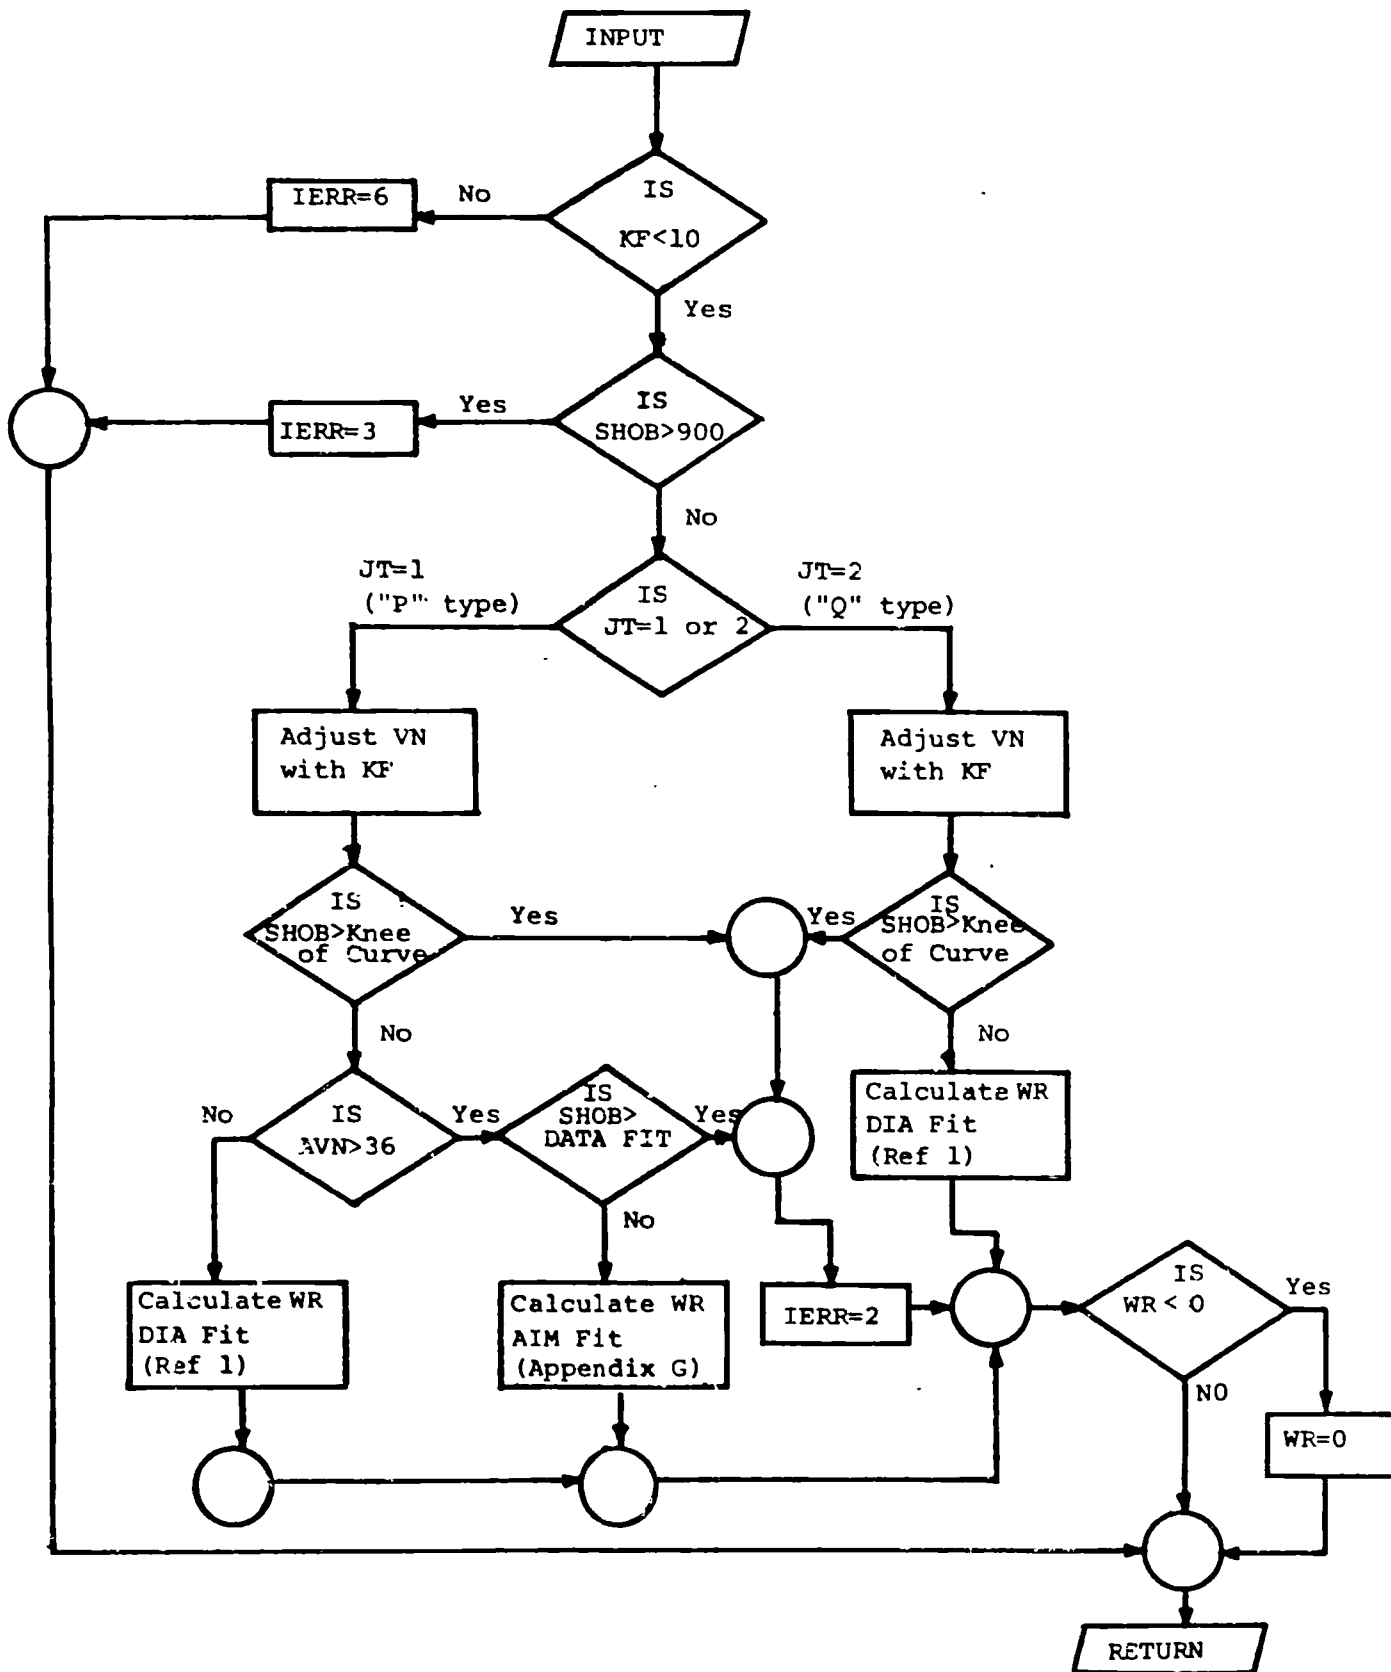 INPUT
IS
KF<10
No
IERR=6
Yes
IS
SHOB>900
Yes
IERR=3
No
JT=1
("P" type)
IS
JT=1 or 2
JT=2
("Q" type)
Adjust VN
with KF
Adjust VN
with KF
IS
SHOB>Knee
of Curve
Yes
Yes
IS
SHOB>Knee
of Curve
No
No
No
IS
AVN>36
Yes
IS
SHOB>
DATA FIT
Yes
Calculate WR
DIA Fit
(Ref 1)
No
Calculate WR
DIA Fit
(Ref 1)
Calculate WR
AIM Fit
(Appendix G)
IERR=2
IS
WR < 0
Yes
NO
WR=0
RETURN